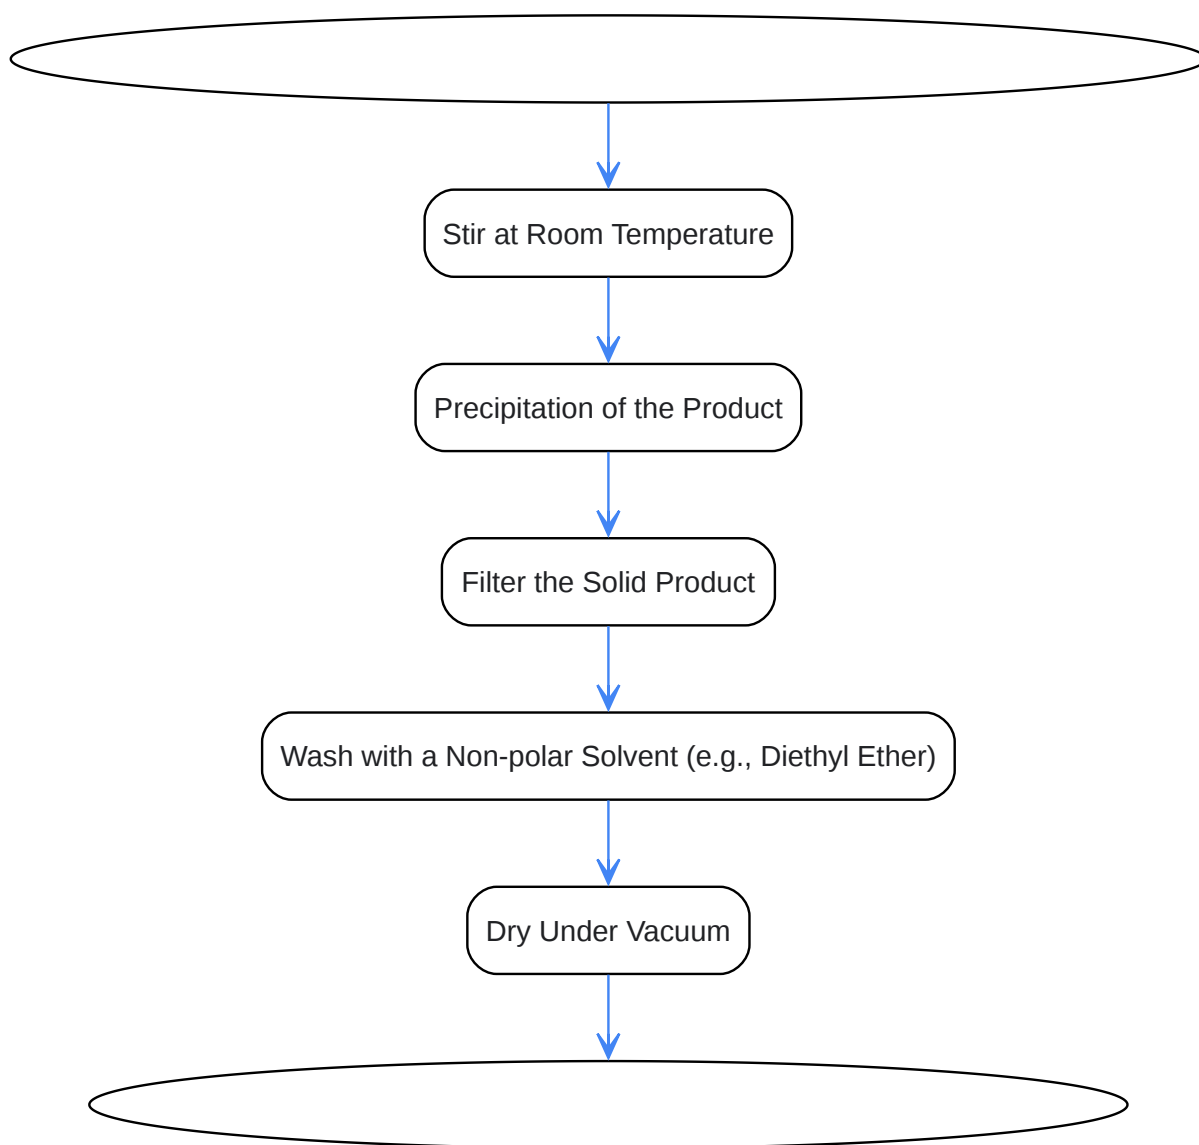 Stir at Room Temperature
Precipitation of the Product
Filter the Solid Product
Wash with a Non-polar Solvent (e.g., Diethyl Ether)
Dry Under Vacuum